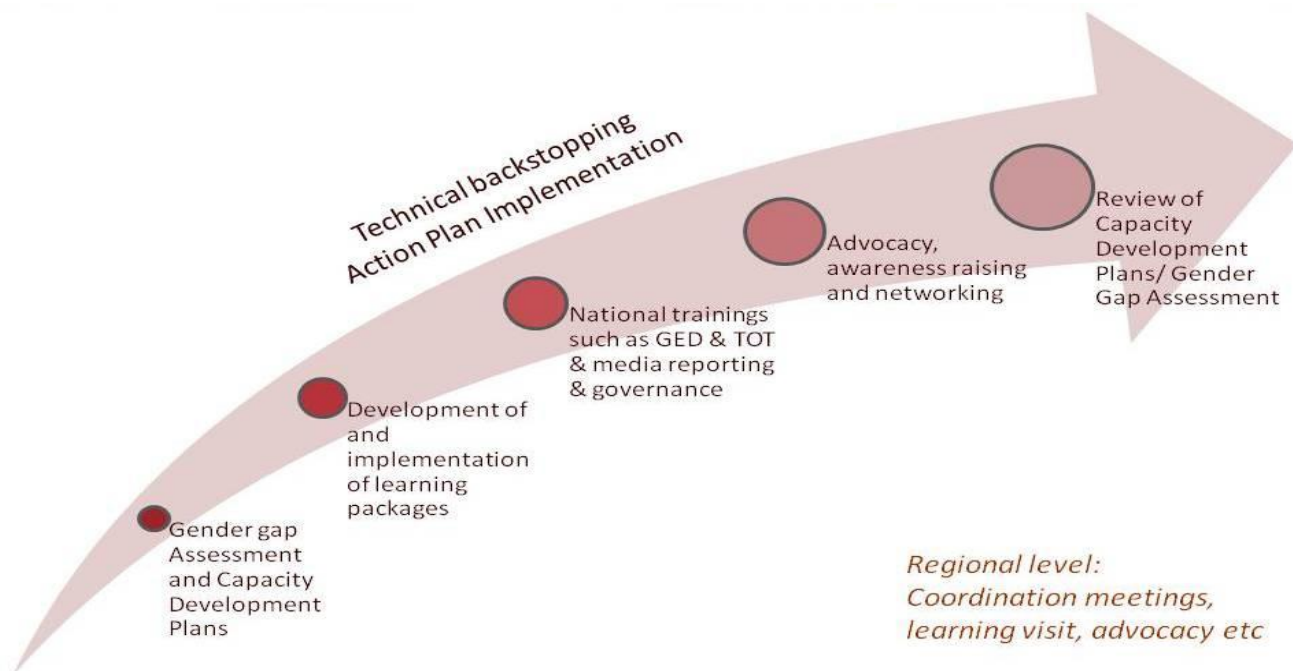 Technical backstopping
Action Plan Implementation
Gender gap
Assessment
and Capacity
Development
Plans
Development of
and
implementation
of learning
packages
National trainings
such as GED & TOT
& media reporting
& governance
Advocacy,
awareness raising
and networking
Review of
Capacity
Development
Plans/ Gender
Gap Assessment
Regional level:
Coordination meetings,
learning visit, advocacy etc